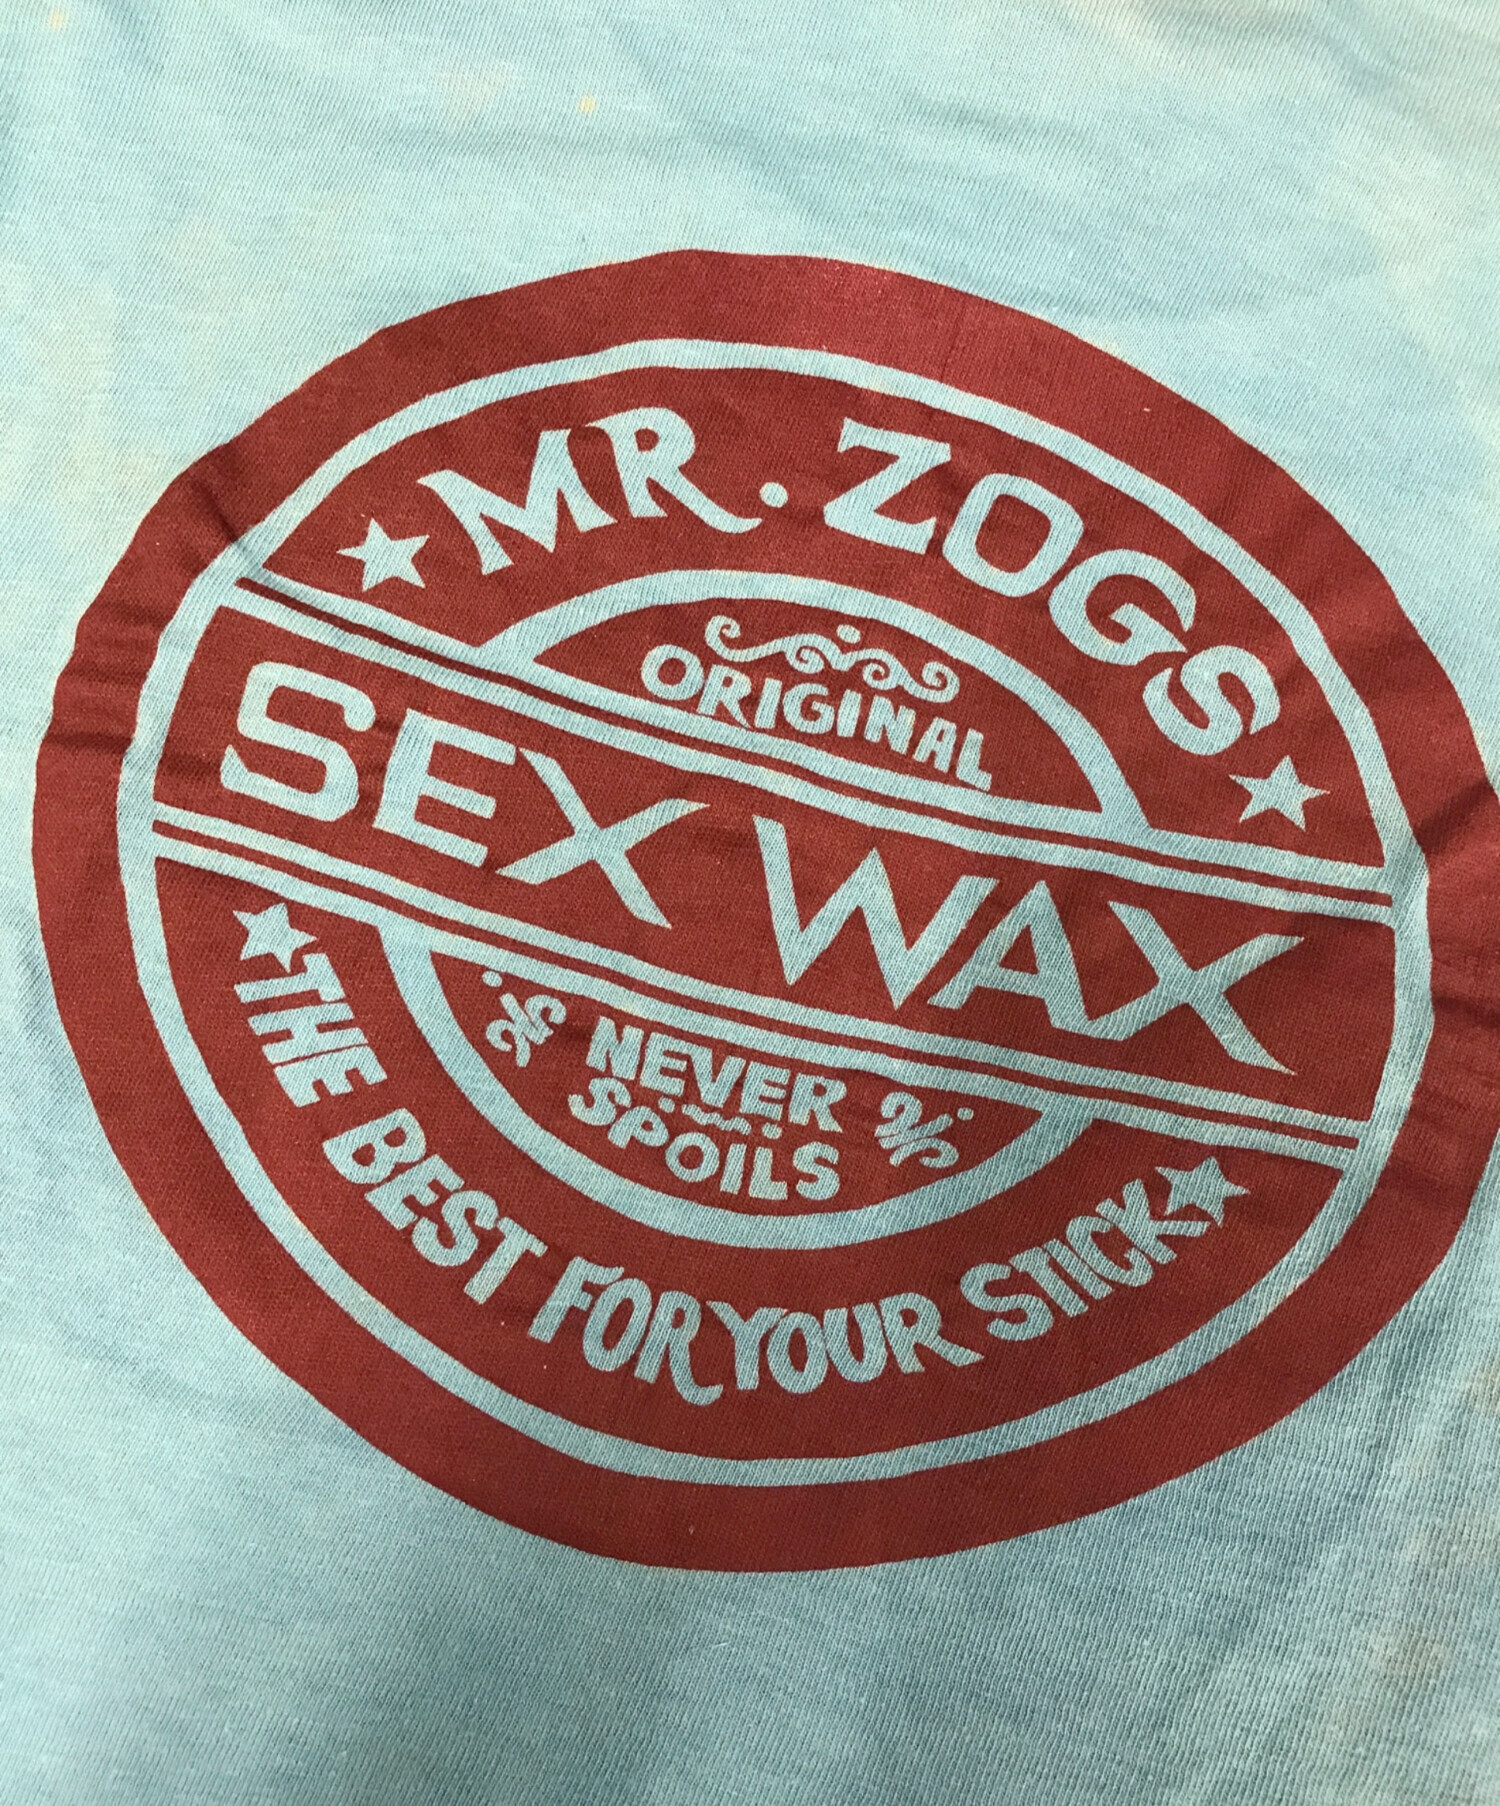 MR. ZOGS
ORIGINAL
SEX WAX
NEVER
SPOILS
THE BEST FOR YOUR STICK